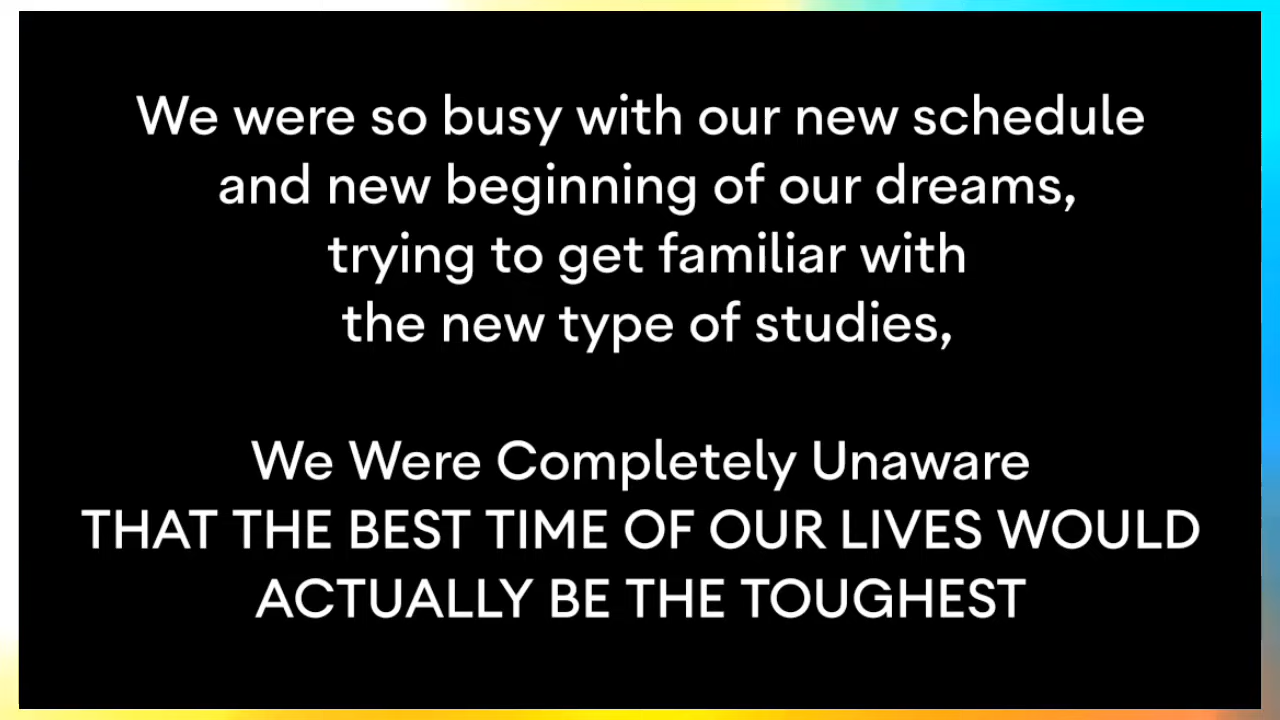 We were so busy with our new schedule
and new beginning of our dreams,
trying to get familiar with
the new type of studies,
We Were Completely Unaware
THAT THE BEST TIME OF OUR LIVES WOULD
ACTUALLY BE THE TOUGHEST